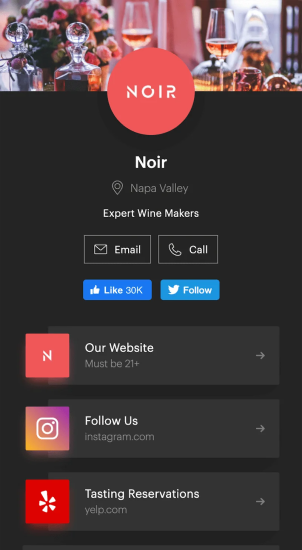 NOIR
Noir
Napa Valley
Expert Wine Makers
Email
Call
Like 30K
Follow
N
Our Website
Must be 21+
Follow Us
instagram.com
Tasting Reservations
yelp.com